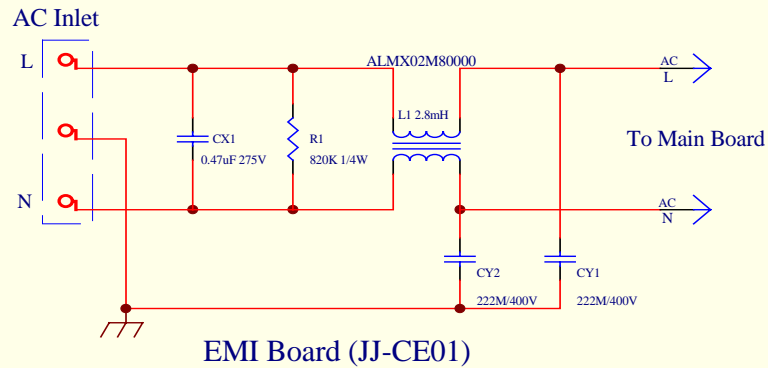 AC Inlet
L
ALMX02M80000
AC
L
L1 2.8mH
CX1
0.47uF 275V
R1
820K 1/4W
To Main Board
N
AC
N
CY2
222M/400V
CY1
222M/400V
EMI Board (JJ-CE01)